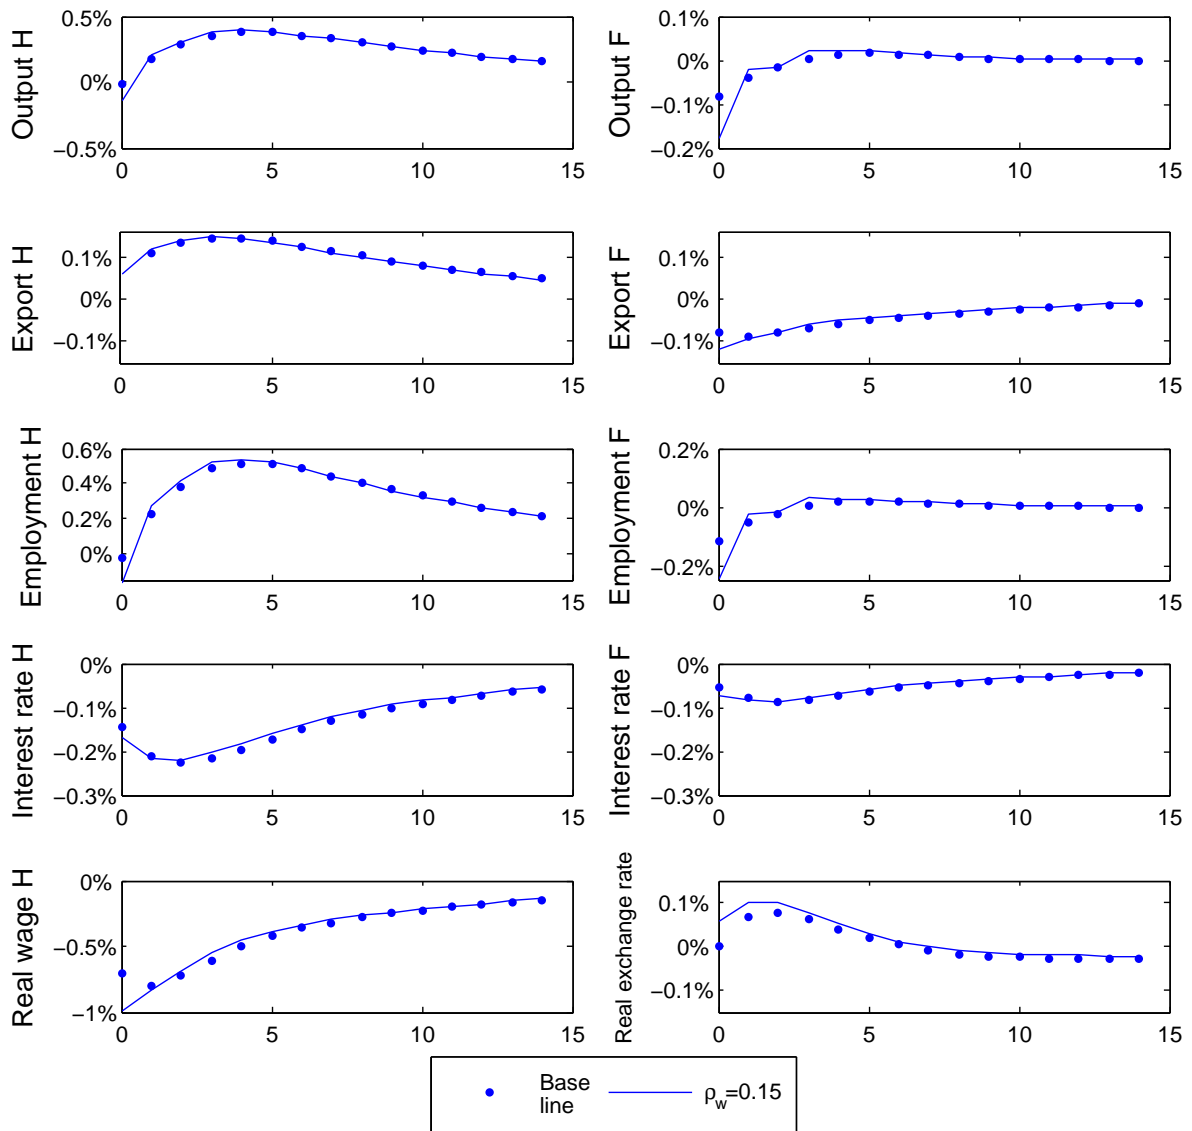 Output H
0.5%
0%
−0.5%
0 5 10 15
Output F
0.1%
0%
−0.1%
−0.2%
0 5 10 15
Export H
0.1%
0%
−0.1%
0 5 10 15
Export F
0.1%
0%
−0.1%
0 5 10 15
Employment H
0.6%
0.4%
0.2%
0%
0 5 10 15
Employment F
0.2%
0%
−0.2%
0 5 10 15
Interest rate H
0%
−0.1%
−0.2%
−0.3%
0 5 10 15
Interest rate F
0%
−0.1%
−0.2%
−0.3%
0 5 10 15
Real wage H
0%
−0.5%
−1%
0 5 10 15
Real exchange rate
0.1%
0%
−0.1%
0 5 10 15
Base
line
ρw=0.15